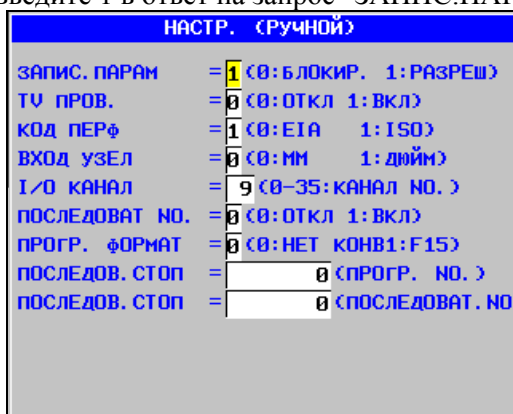 ведите 1 в ответ на запрос "ЗАПИС.ПАР
НАСТР. (РУЧНОЙ)
ЗАПИС.ПАРАМ =1(0:БЛОКИР. 1:РАЗРЕШ)
TV ПРОВ. =0(0:ОТКЛ 1:ВКЛ)
КОД ПЕРФ =1(0:EIA 1:ISO)
ВХОД УЗЕЛ =0(0:ММ 1:ДЮЙМ)
I/O КАНАЛ = 9(0-35:КАНАЛ NO.)
ПОСЛЕДОВАТ NO. =0(0:ОТКЛ 1:ВКЛ)
ПРОГР. ФОРМАТ =0(0:НЕТ КОНВ1:F15)
ПОСЛЕДОВ.СТОП = 0(ПРОГР. NO.)
ПОСЛЕДОВ.СТОП = 0(ПОСЛЕДОВАТ.NO